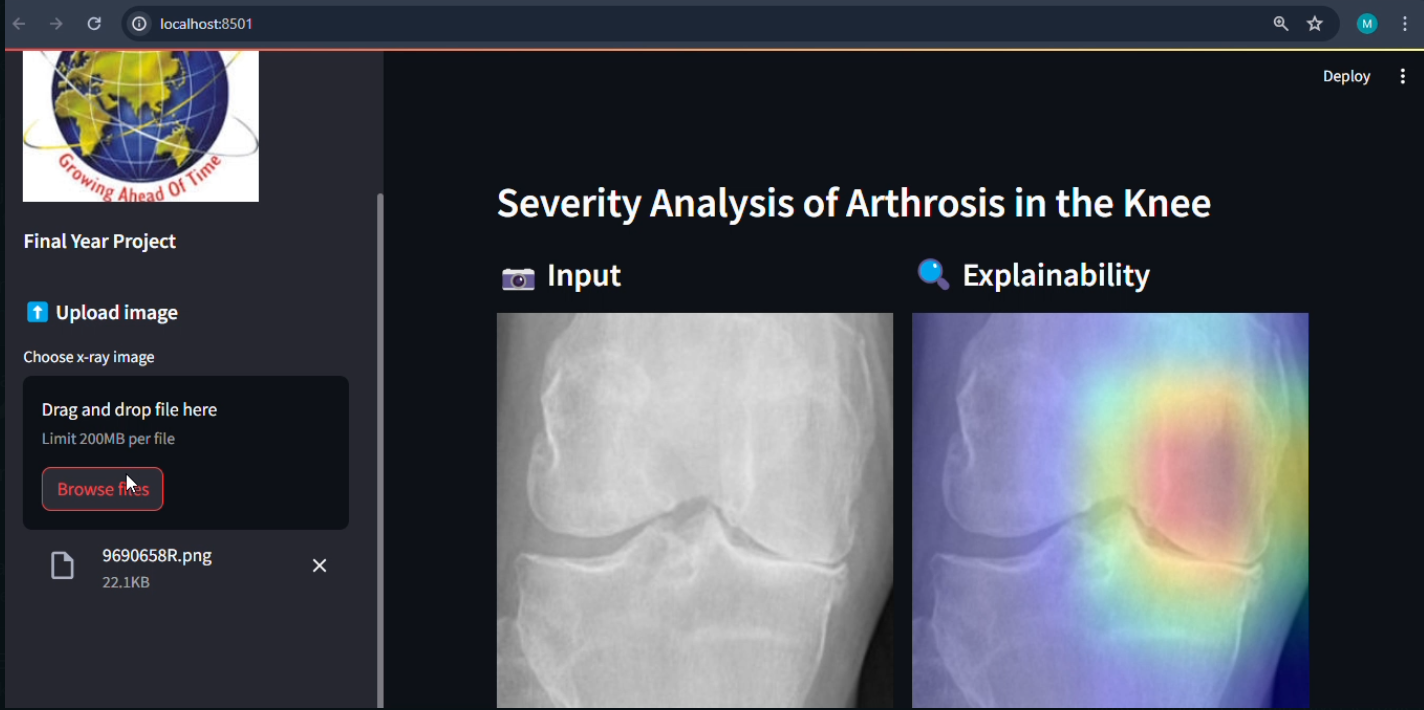 localhost:8501
M
Deploy
Growing Ahead Of Time
Final Year Project
Upload image
Choose x-ray image
Drag and drop file here
Limit 200MB per file
Browse files
9690658R.png
22.1KB
Severity Analysis of Arthrosis in the Knee
Input
Explainability